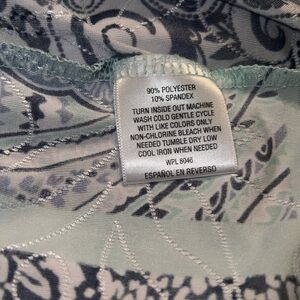 90% POLYESTER
10% SPANDEX
TURN INSIDE OUT MACHINE
WASH COLD GENTLE CYCLE
WITH LIKE COLORS ONLY
NON-CHLORINE BLEACH WHEN
NEEDED TUMBLE DRY LOW
COOL IRON WHEN NEEDED
WPL 8046
ESPAÑOL EN REVERSO